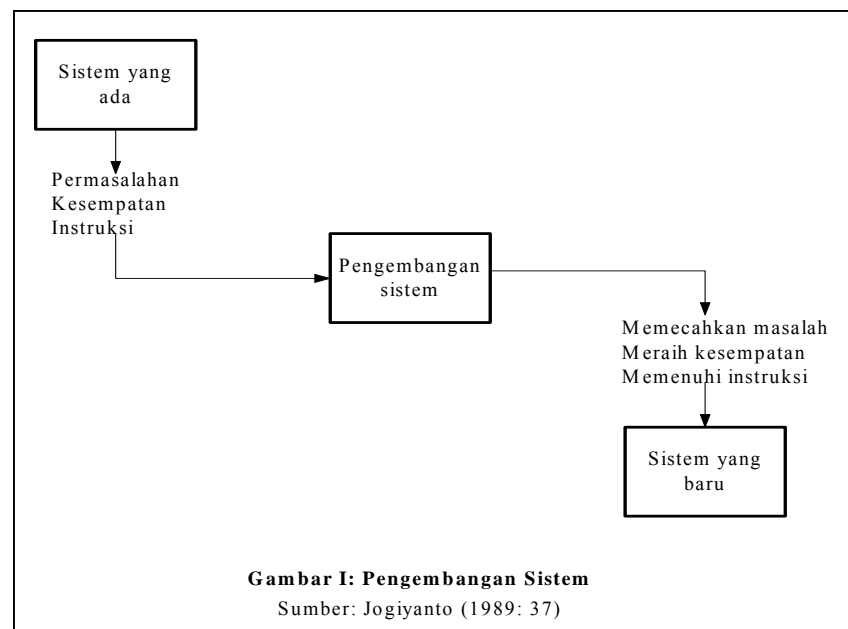 Sistem yang
ada
Permasalahan
Kesempatan
Instruksi
Pengembangan
sistem
Memecahkan masalah
Meraih kesempatan
Memenuhi instruksi
Sistem yang
baru
Gambar I: Pengembangan Sistem
Sumber: Jogiyanto (1989: 37)